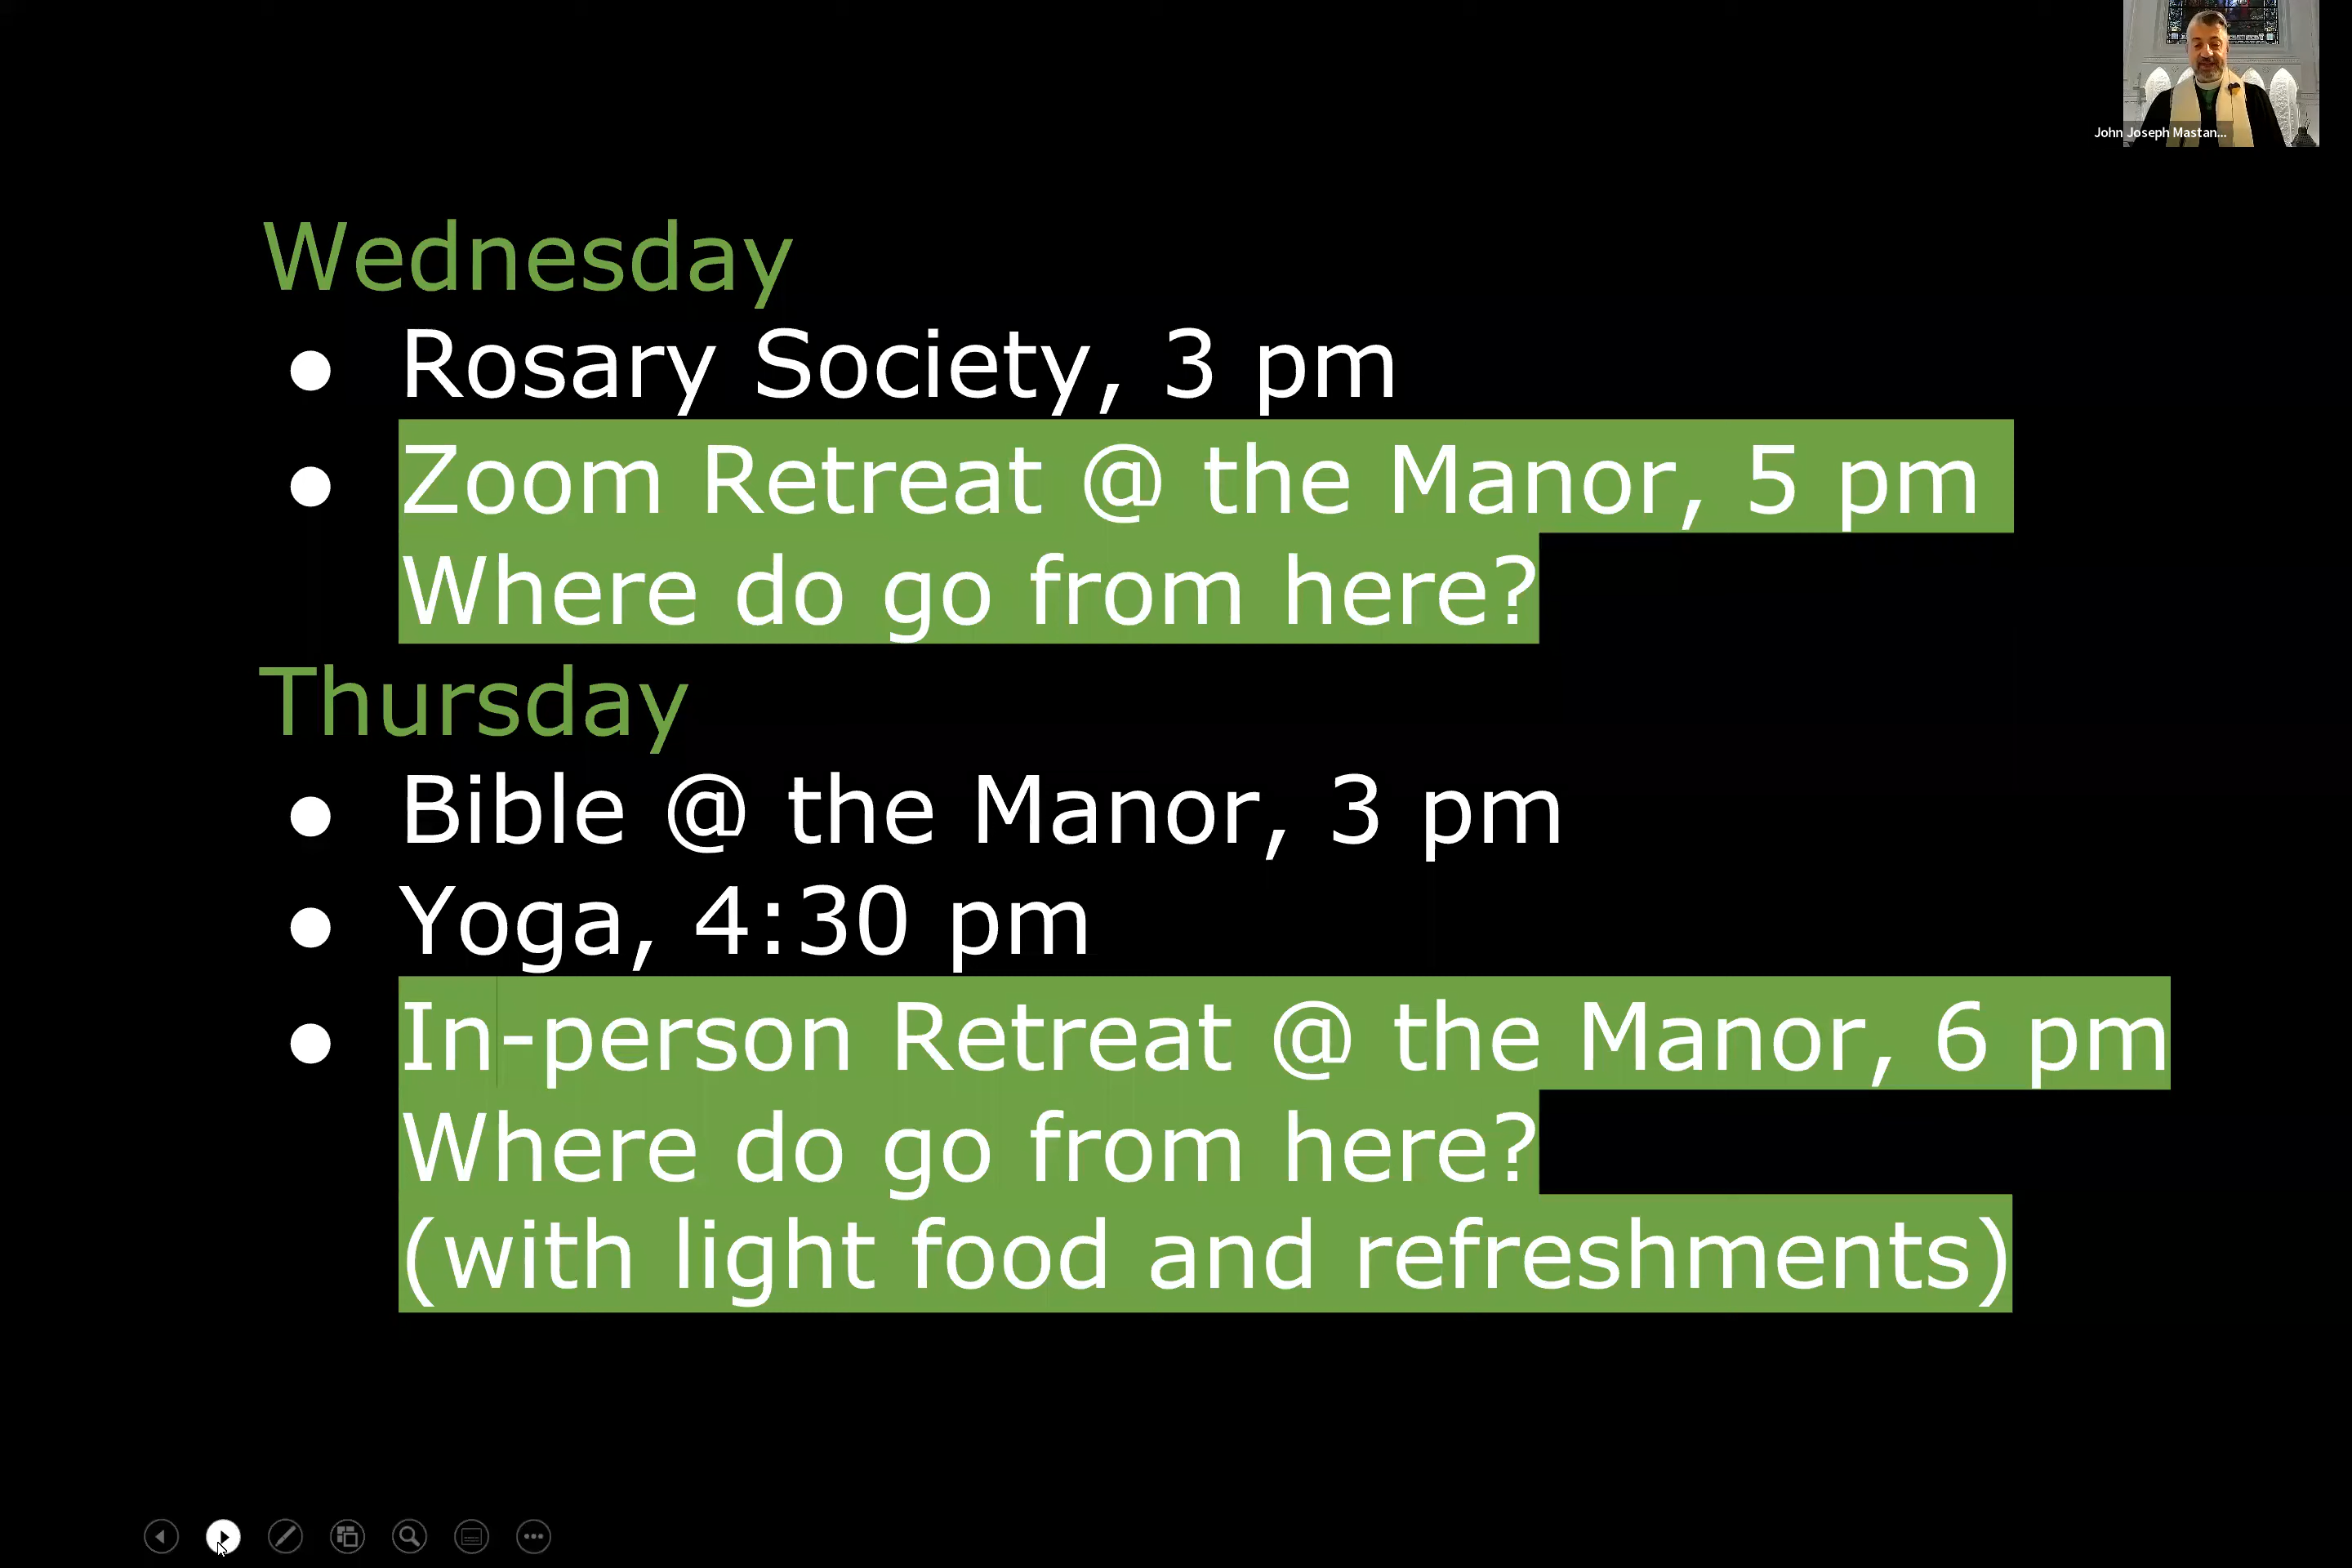 John Joseph Mastan...
Wednesday
● Rosary Society, 3 pm
● Zoom Retreat @ the Manor, 5 pm
Where do go from here?
Thursday
● Bible @ the Manor, 3 pm
● Yoga, 4:30 pm
● In-person Retreat @ the Manor, 6 pm
Where do go from here?
(with light food and refreshments)